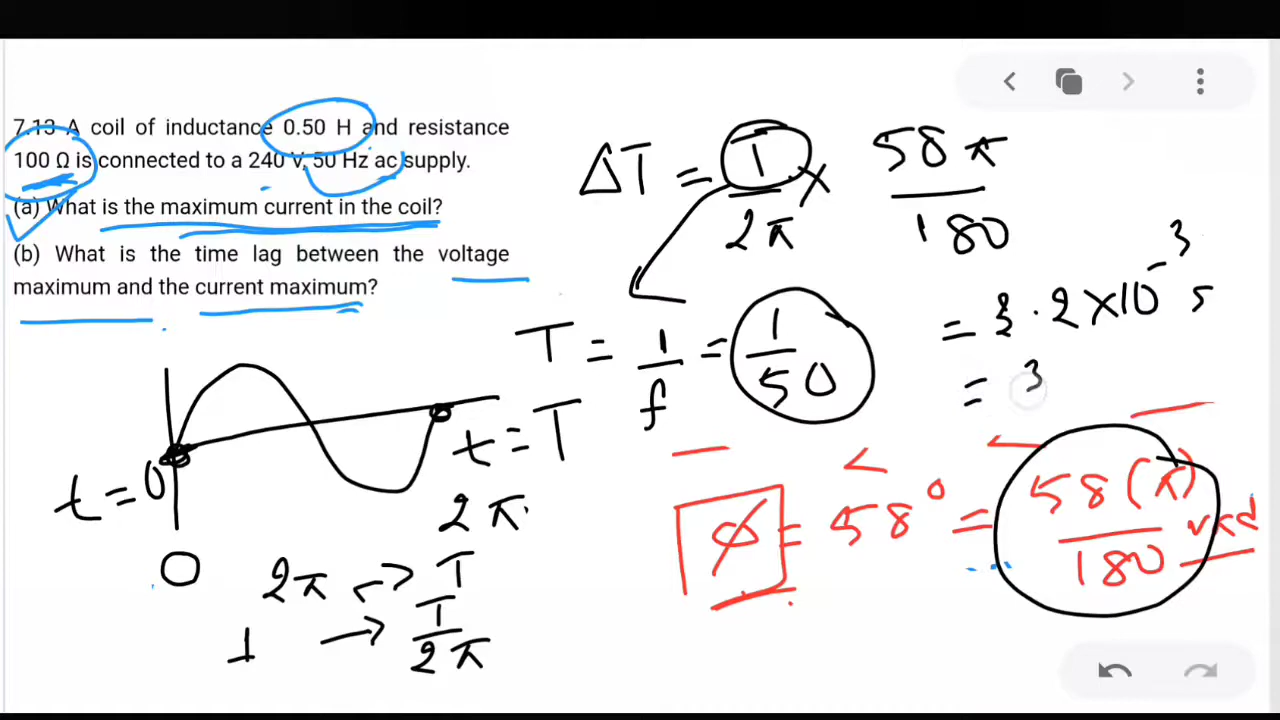 7.13 A coil of inductance 0.50 H and resistance
100 Ω is connected to a 240 V, 50 Hz ac supply.
(a) What is the maximum current in the coil?
(b) What is the time lag between the voltage
maximum and the current maximum?
ΔT = T/2π × 58π/180
= 3.2 × 10⁻³ s
= 3
T = 1/f = 1/50
t = 0
t = T
0
2π
2π <-> T
1 → T/2π
ϕ = 58° = 58(π)/180 rad